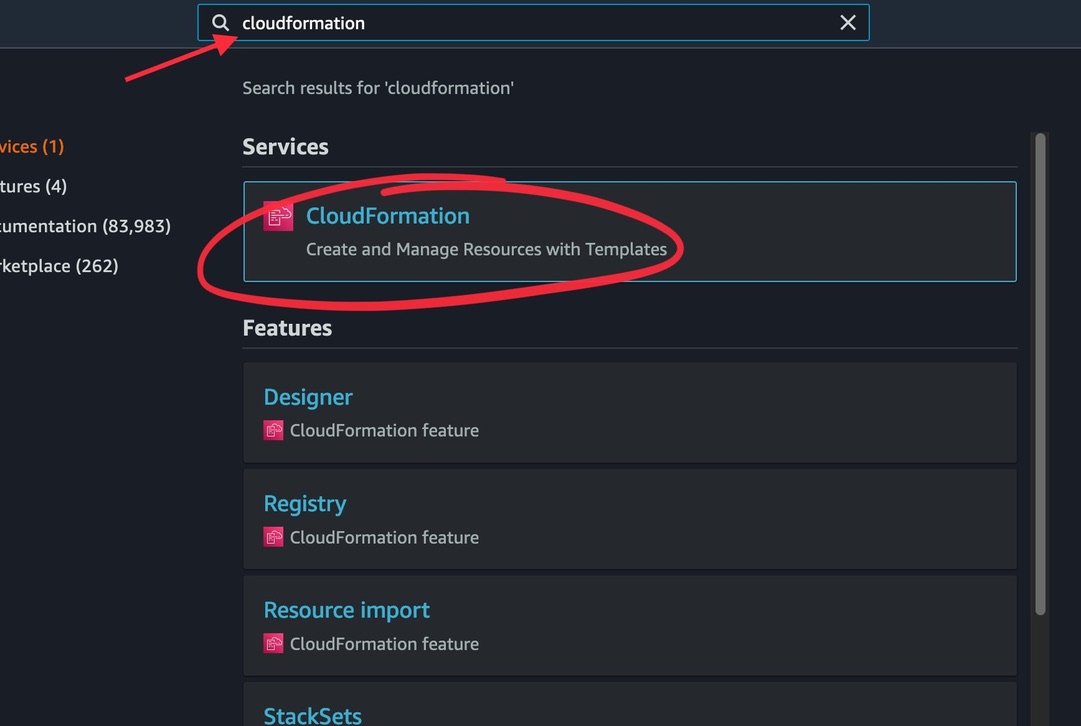 cloudformation
Search results for 'cloudformation'
vices (1)
tures (4)
umentation (83,983)
ketplace (262)
Services
CloudFormation
Create and Manage Resources with Templates
Features
Designer
CloudFormation feature
Registry
CloudFormation feature
Resource import
CloudFormation feature
StackSets